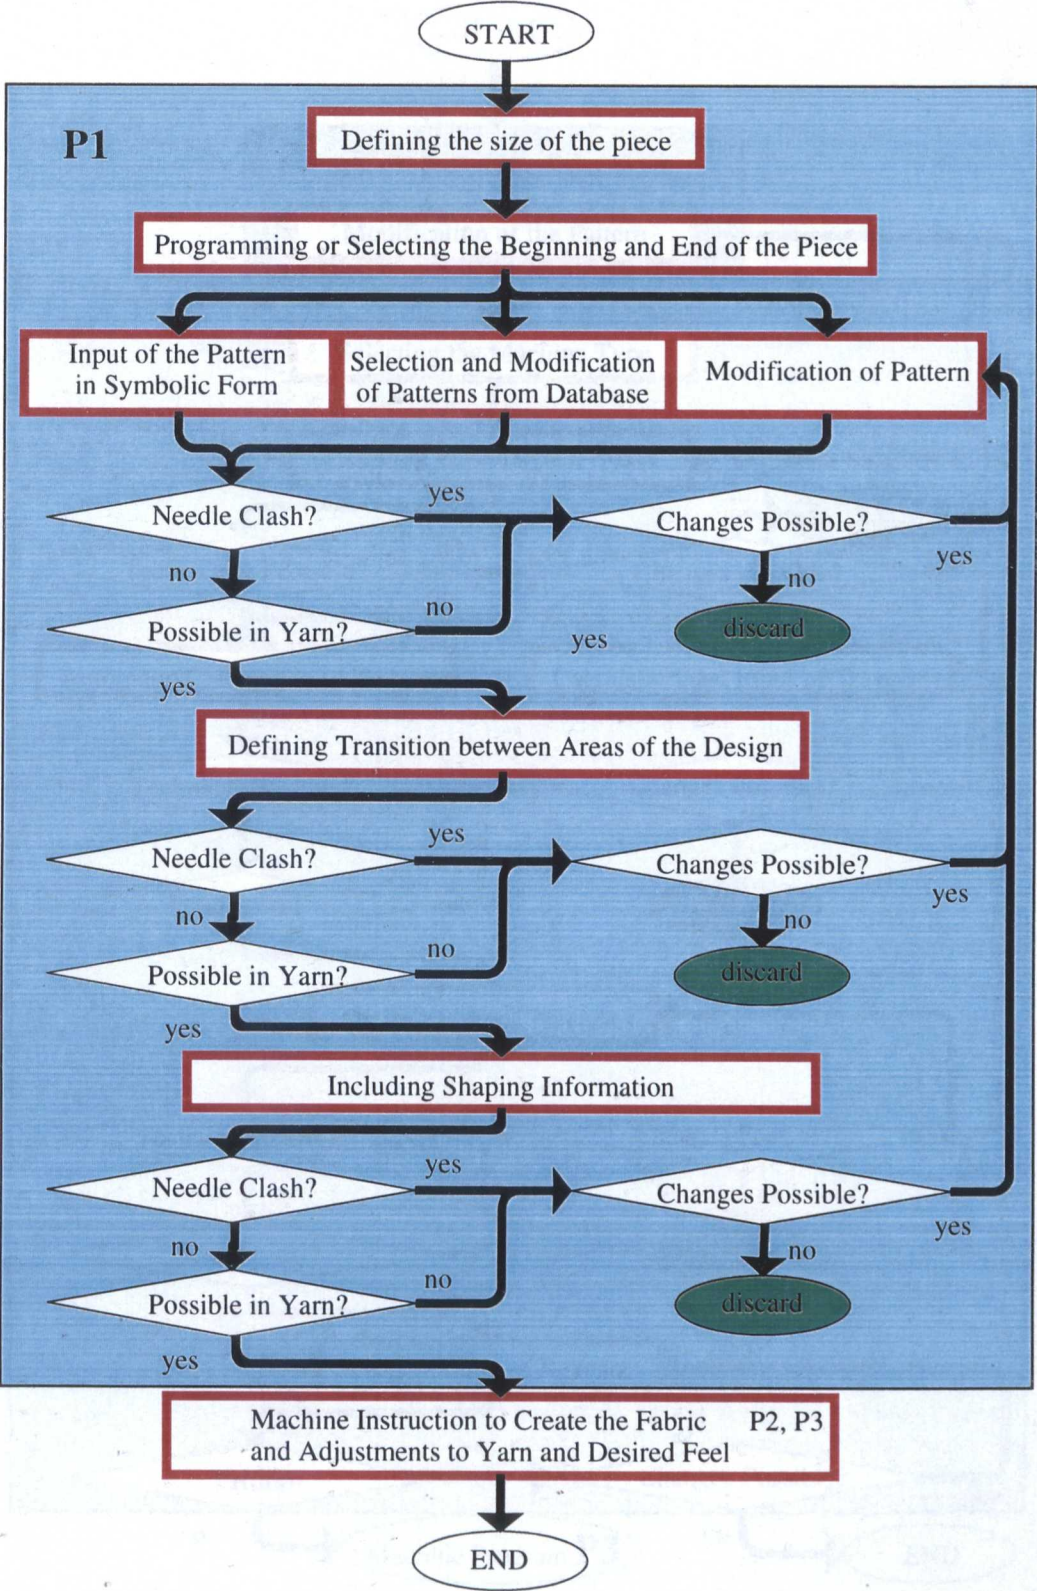 START
P1
Defining the size of the piece
Programming or Selecting the Beginning and End of the Piece
Input of the Pattern
in Symbolic Form
Selection and Modification
of Patterns from Database
Modification of Pattern
Needle Clash?
yes
Changes Possible?
yes
no
no
discard
Possible in Yarn?
no
yes
yes
Defining Transition between Areas of the Design
Needle Clash?
yes
Changes Possible?
yes
no
no
discard
Possible in Yarn?
no
yes
Including Shaping Information
Needle Clash?
yes
Changes Possible?
yes
no
no
discard
Possible in Yarn?
no
yes
Machine Instruction to Create the Fabric P2, P3
and Adjustments to Yarn and Desired Feel
END